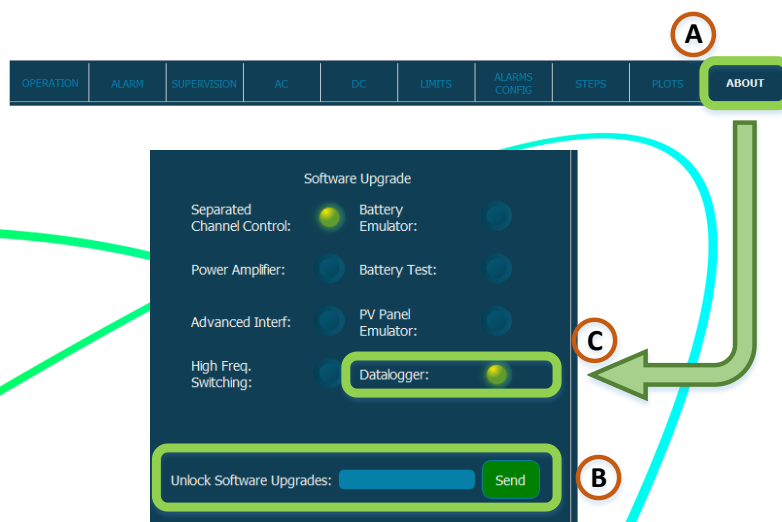 A
OPERATION
ALARM
SUPERVISION
AC
DC
LIMITS
ALARMS
CONFIG
STEPS
PLOTS
ABOUT
Software Upgrade
Separated
Channel Control:
Battery
Emulator:
Power Amplifier:
Battery Test:
Advanced Interf:
PV Panel
Emulator:
C
High Freq.
Switching:
Datalogger:
Unlock Software Upgrades:
Send
B